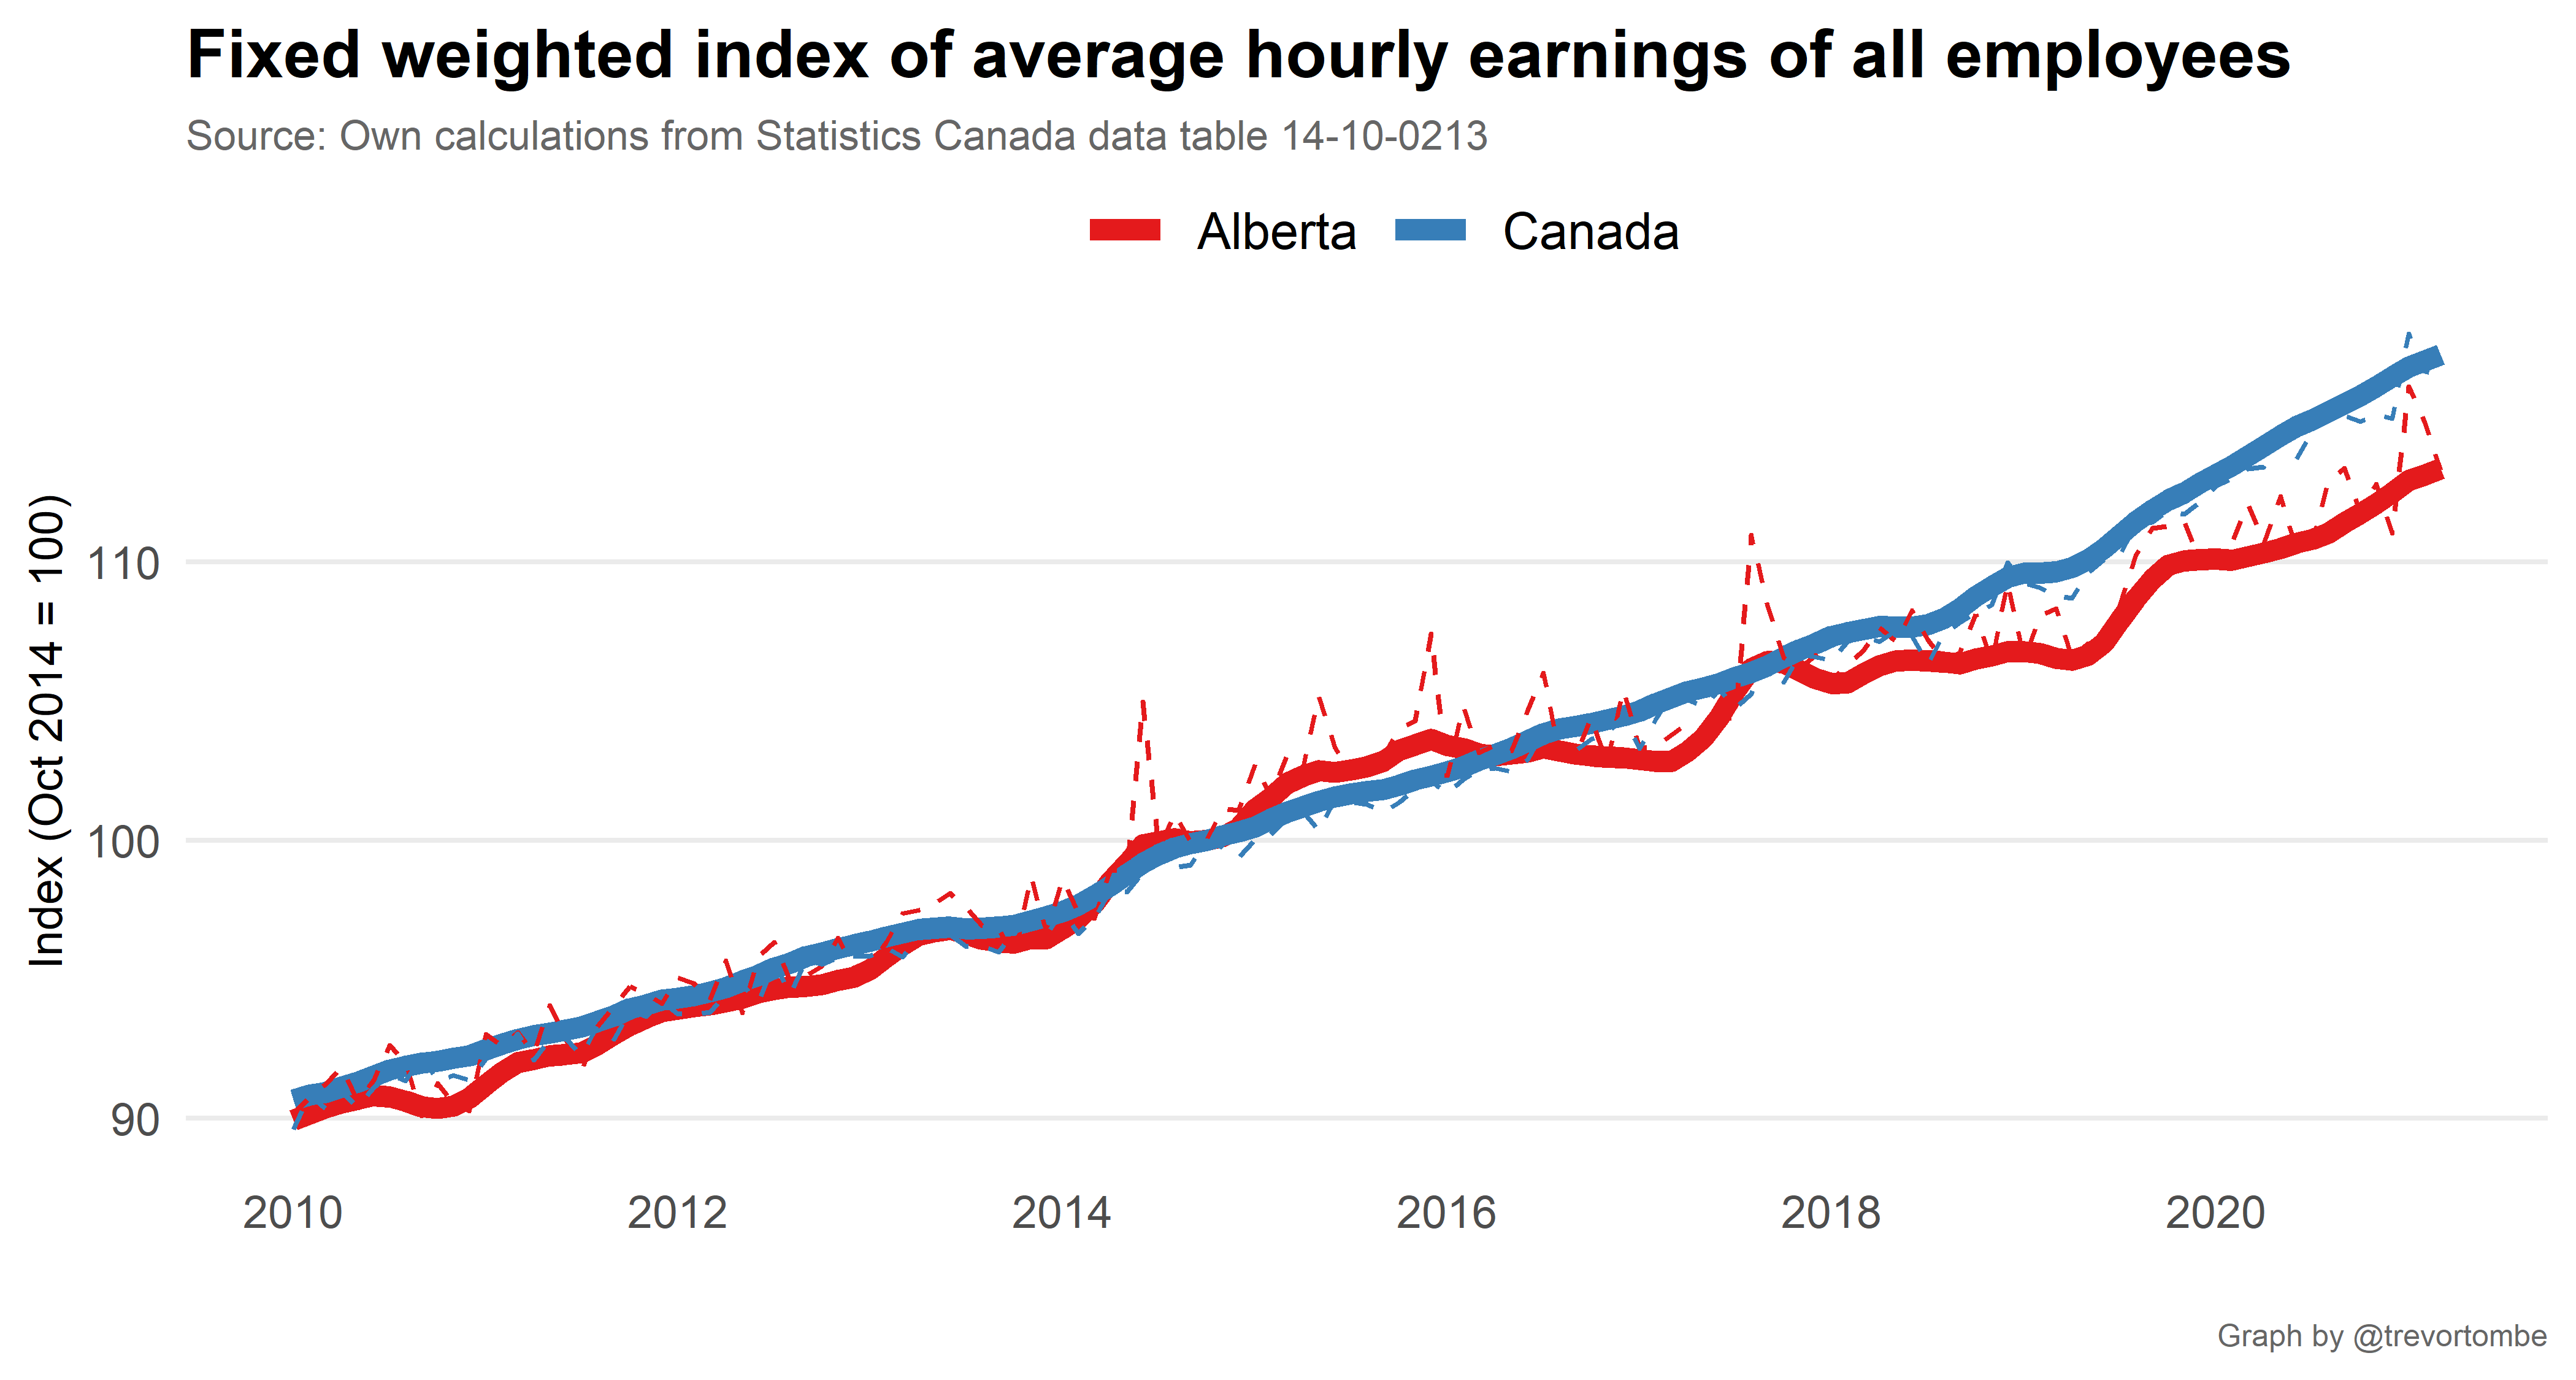 Fixed weighted index of average hourly earnings of all employees
Source: Own calculations from Statistics Canada data table 14-10-0213
Alberta Canada
Index (Oct 2014 = 100)
110
100
90
2010 2012 2014 2016 2018 2020
Graph by @trevortombe